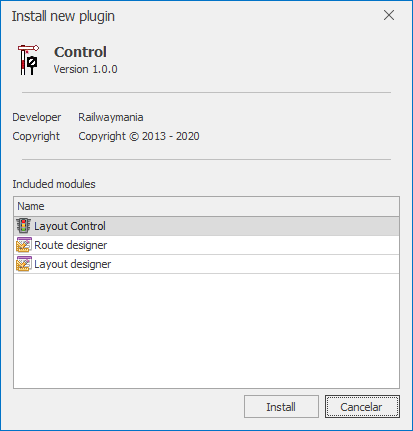 Install new plugin
Control
Version 1.0.0
Developer Railwaymania
Copyright Copyright © 2013 - 2020
Included modules
Name
Layout Control
Route designer
Layout designer
Install Cancelar